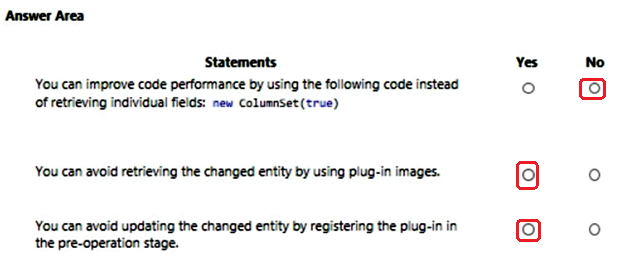 Answer Area
Statements Yes No
You can improve code performance by using the following code instead
of retrieving individual fields: new ColumnSet(true)
You can avoid retrieving the changed entity by using plug-in images.
You can avoid updating the changed entity by registering the plug-in in
the pre-operation stage.